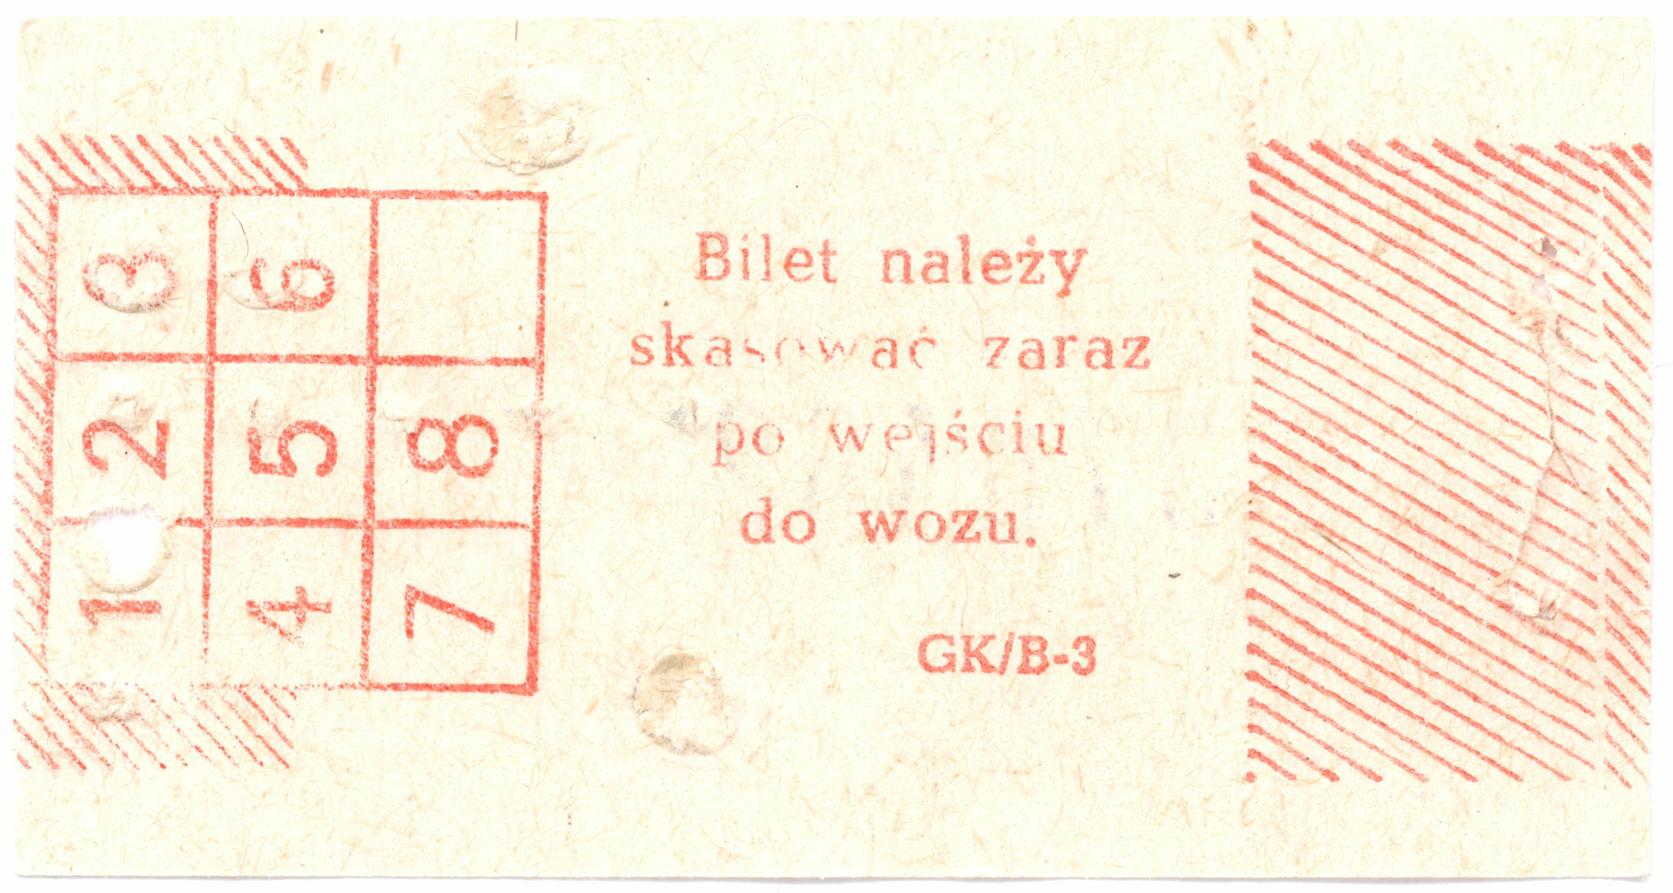 3 6
2 5 8
1 4 7
Bilet należy
skasować zaraz
po wejściu
do wozu.
GK/B-3